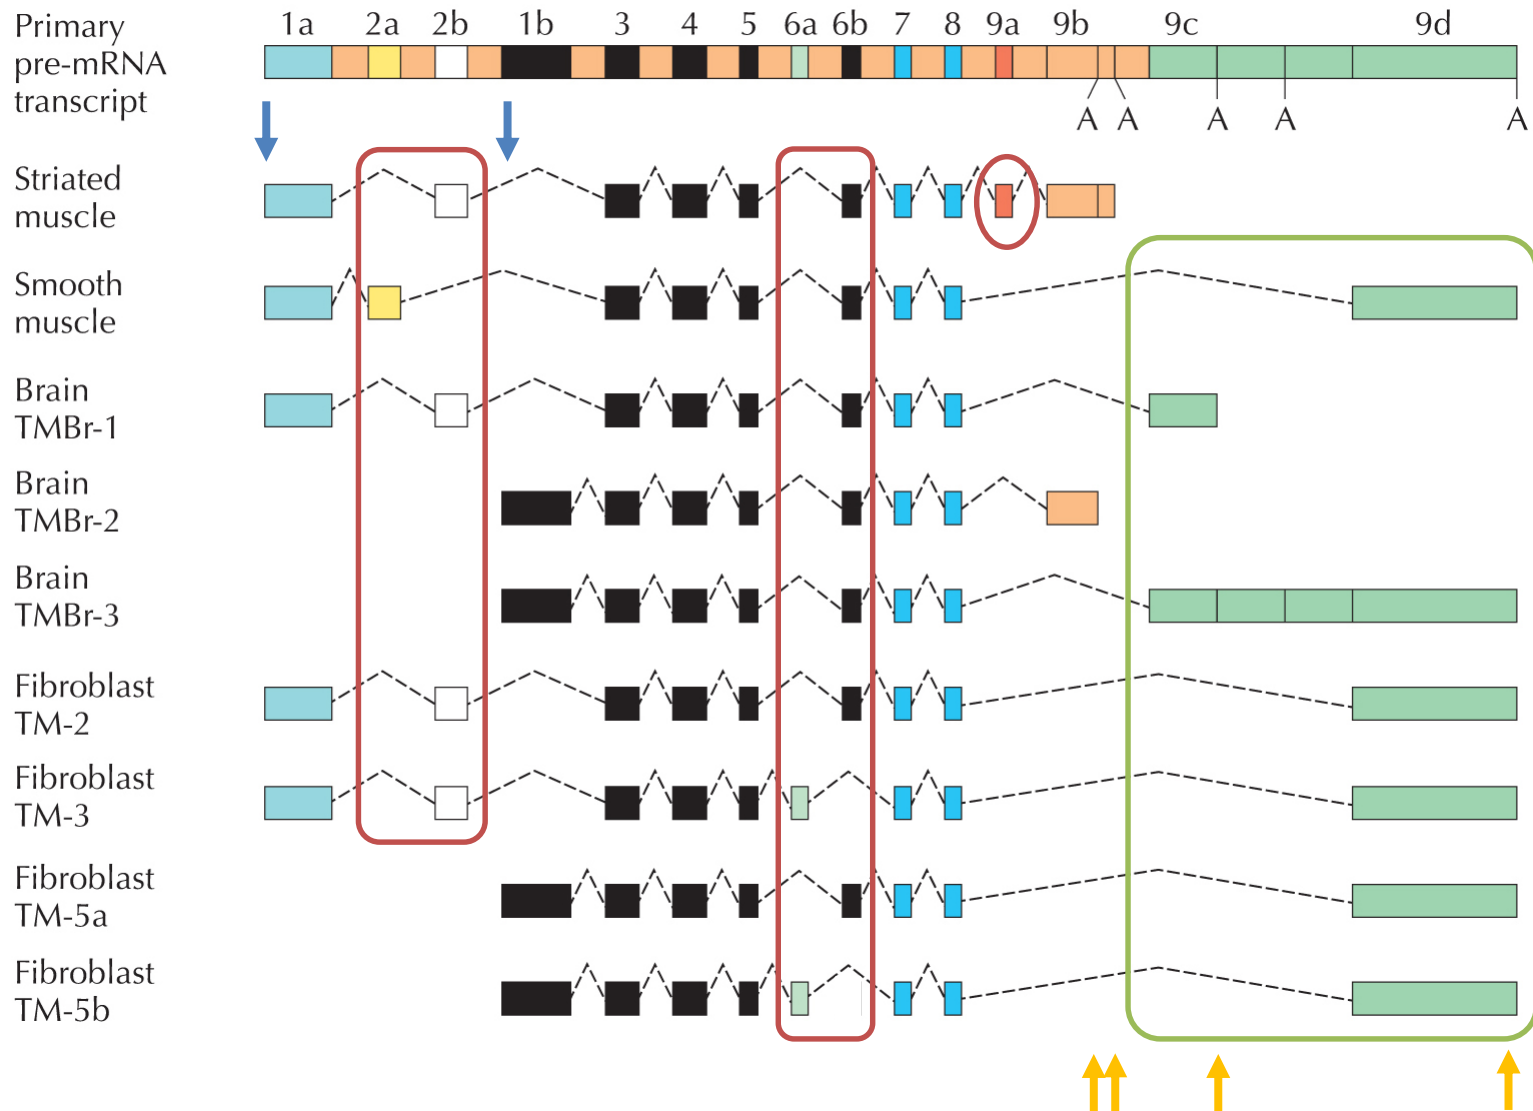 Primary
pre-mRNA
transcript
1a 2a 2b 1b 3 4 5 6a 6b 7 8 9a 9b 9c 9d
A A A A A
Striated
muscle
Smooth
muscle
Brain
TMBr-1
Brain
TMBr-2
Brain
TMBr-3
Fibroblast
TM-2
Fibroblast
TM-3
Fibroblast
TM-5a
Fibroblast
TM-5b